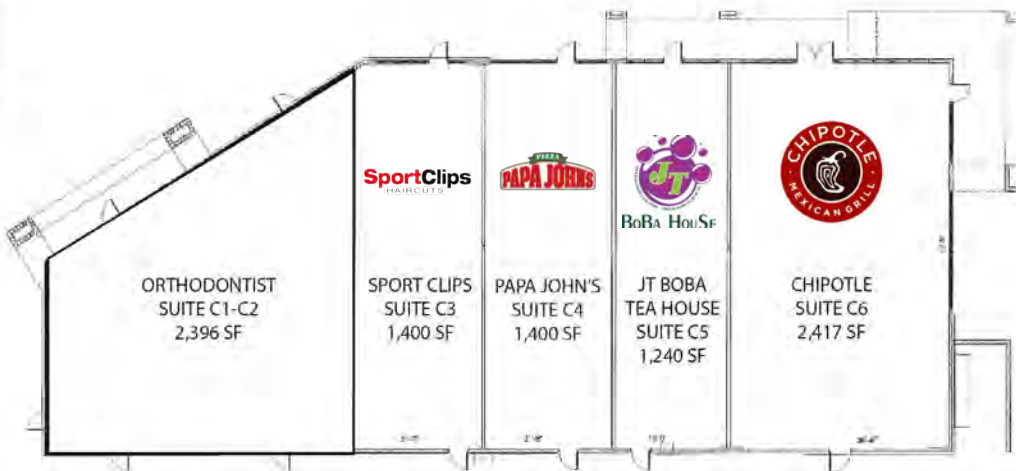 ORTHODONTIST
SUITE C1-C2
2,396 SF
SportClips
HAIRCUTS
SPORT CLIPS
SUITE C3
1,400 SF
PIZZA
PAPA JOHNS
PAPA JOHN'S
SUITE C4
1,400 SF
JT
BoBa HouSe
JT BOBA
TEA HOUSE
SUITE C5
1,240 SF
CHIPOTLE
MEXICAN GRILL
CHIPOTLE
SUITE C6
2,417 SF